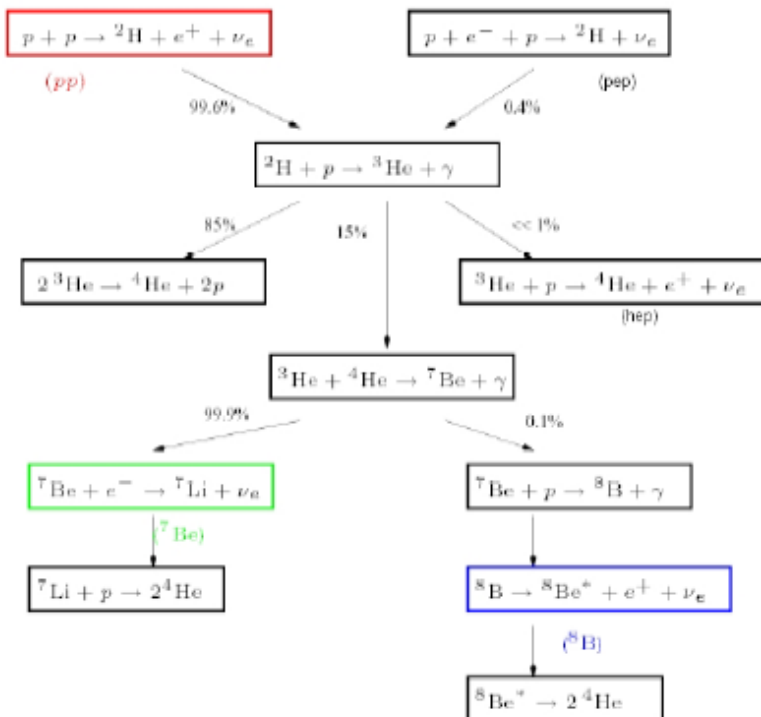 p + p → ²H + e⁺ + νₑ
p + e⁻ + p → ²H + νₑ
(pp)
(pep)
99.6%
0.4%
²H + p → ³He + γ
85%
15%
<< 1%
2 ³He → ⁴He + 2p
³He + p → ⁴He + e⁺ + νₑ
(hep)
³He + ⁴He → ⁷Be + γ
99.9%
0.1%
⁷Be + e⁻ → ⁷Li + νₑ
⁷Be + p → ⁸B + γ
(⁷Be)
⁷Li + p → 2⁴He
⁸B → ⁸Be* + e⁺ + νₑ
(⁸B)
⁸Be* → 2 ⁴He